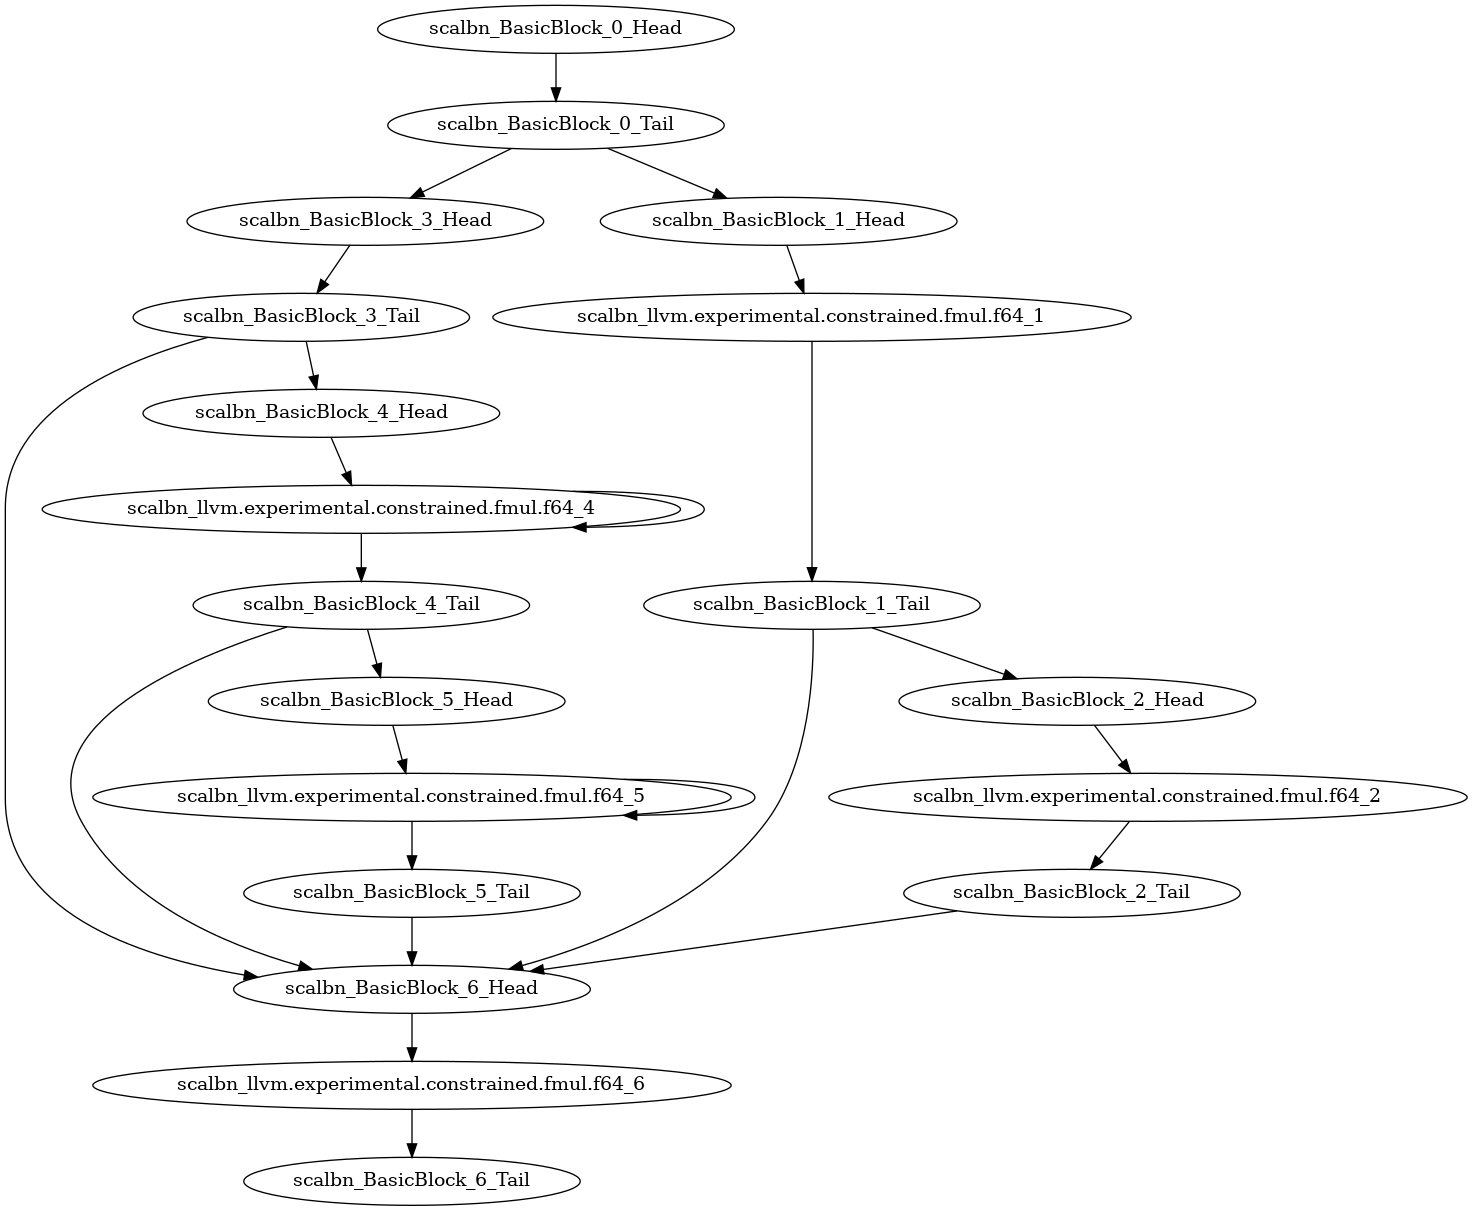 scalbn_BasicBlock_0_Head
scalbn_BasicBlock_0_Tail
scalbn_BasicBlock_3_Head
scalbn_BasicBlock_1_Head
scalbn_BasicBlock_3_Tail
scalbn_llvm.experimental.constrained.fmul.f64_1
scalbn_BasicBlock_4_Head
scalbn_llvm.experimental.constrained.fmul.f64_4
scalbn_BasicBlock_4_Tail
scalbn_BasicBlock_1_Tail
scalbn_BasicBlock_5_Head
scalbn_BasicBlock_2_Head
scalbn_llvm.experimental.constrained.fmul.f64_5
scalbn_llvm.experimental.constrained.fmul.f64_2
scalbn_BasicBlock_5_Tail
scalbn_BasicBlock_2_Tail
scalbn_BasicBlock_6_Head
scalbn_llvm.experimental.constrained.fmul.f64_6
scalbn_BasicBlock_6_Tail